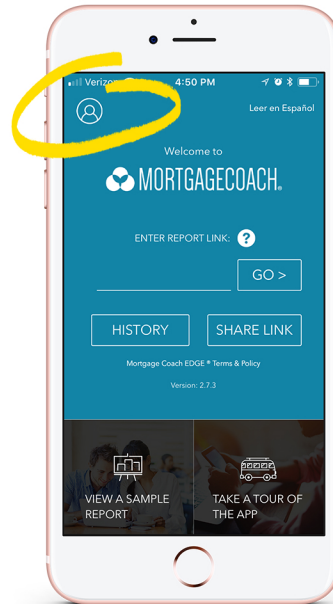 Verizon 4:50 PM
Leer en Español
Welcome to
MORTGAGECOACH®
ENTER REPORT LINK: ?
GO >
HISTORY SHARE LINK
Mortgage Coach EDGE ® Terms & Policy
Version: 2.7.3
VIEW A SAMPLE TAKE A TOUR OF
REPORT THE APP